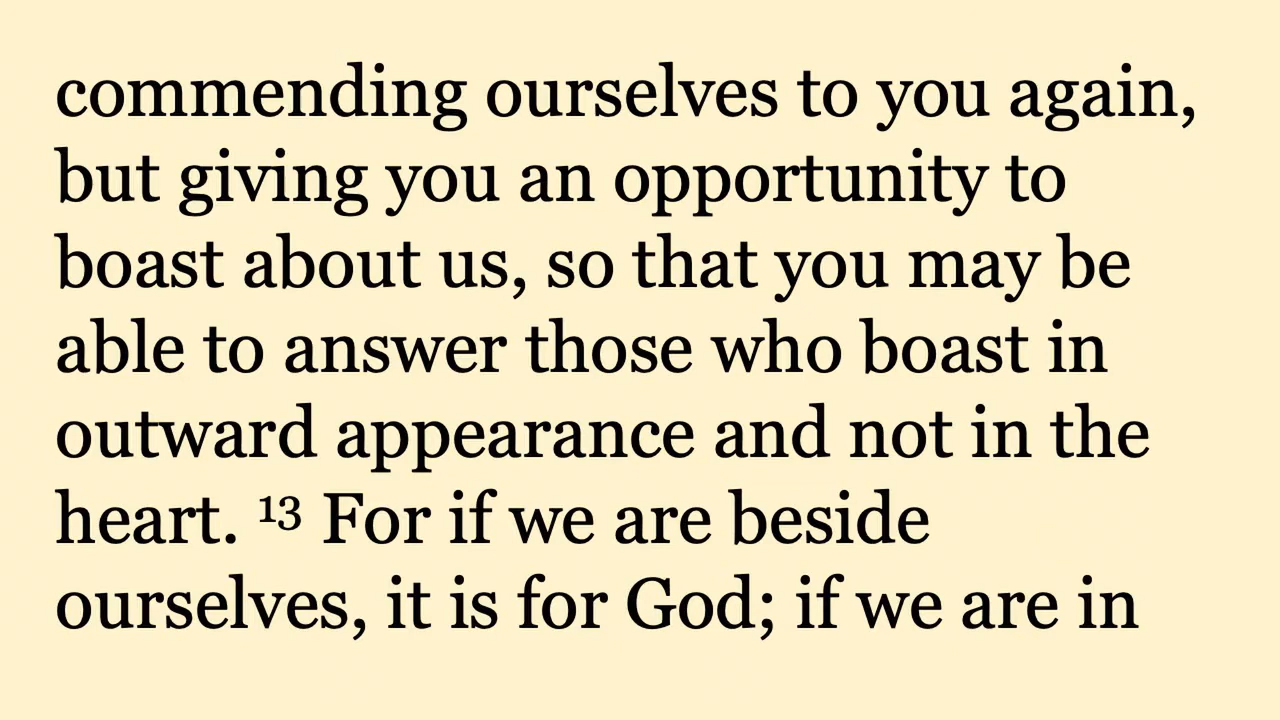 commending ourselves to you again,
but giving you an opportunity to
boast about us, so that you may be
able to answer those who boast in
outward appearance and not in the
heart. ¹³ For if we are beside
ourselves, it is for God; if we are in